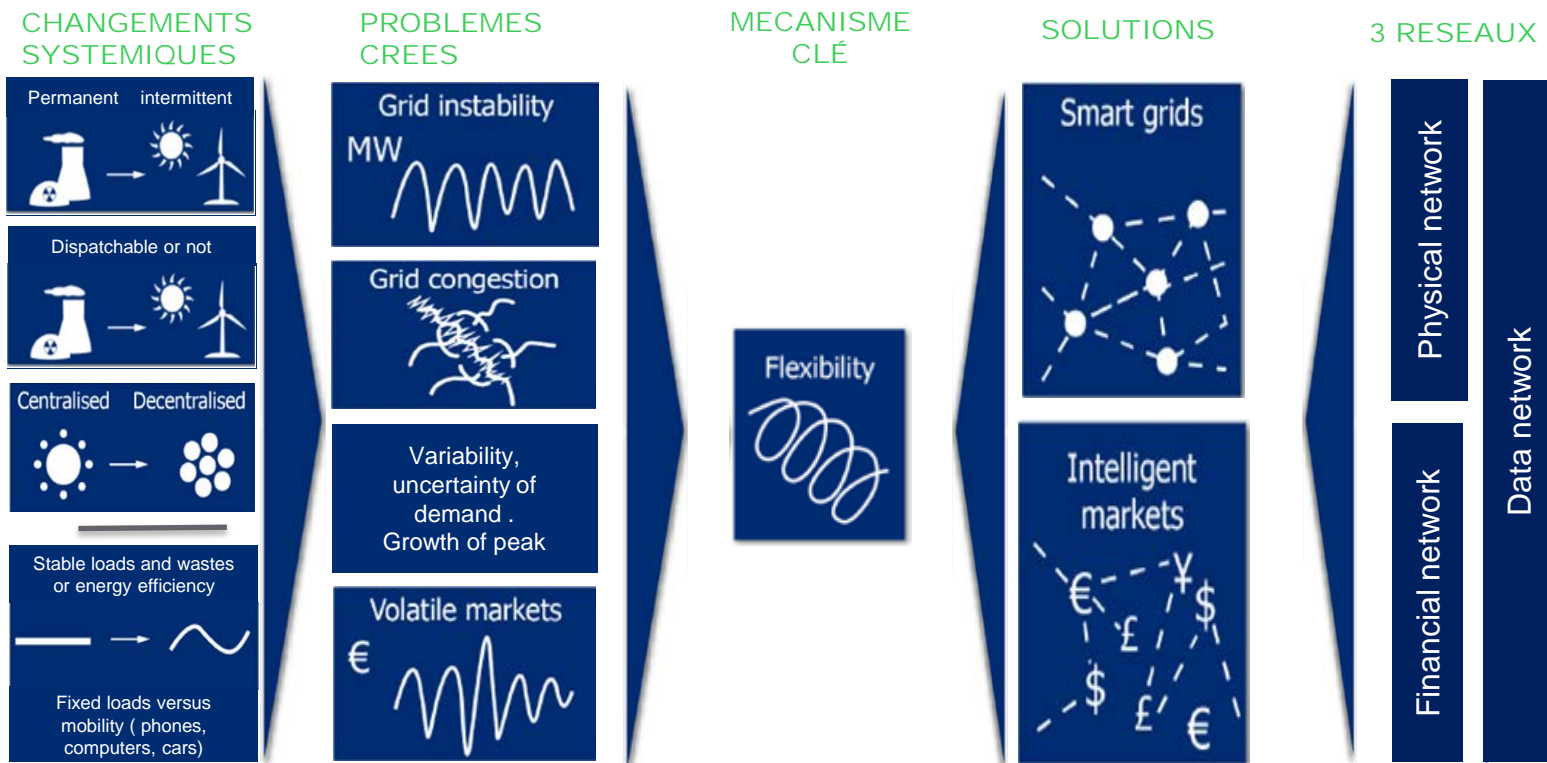 CHANGEMENTS
SYSTEMIQUES
Permanent intermittent
Dispatchable or not
Centralised Decentralised
Stable loads and wastes
or energy efficiency
Fixed loads versus
mobility ( phones,
computers, cars)
PROBLEMES
CREES
Grid instability
MW
Grid congestion
Variability,
uncertainty of
demand .
Growth of peak
Volatile markets
€
MECANISME
CLÉ
Flexibility
SOLUTIONS
Smart grids
Intelligent
markets
€ ¥
£ $
$ £ €
3 RESEAUX
Physical network
Financial network
Data network